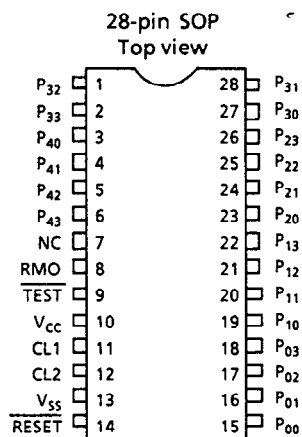 28-pin SOP
Top view
P32 1 28 P31
P33 2 27 P30
P40 3 26 P23
P41 4 25 P22
P42 5 24 P21
P43 6 23 P20
NC 7 22 P13
RMO 8 21 P12
TEST 9 20 P11
VCC 10 19 P10
CL1 11 18 P03
CL2 12 17 P02
VSS 13 16 P01
RESET 14 15 P00